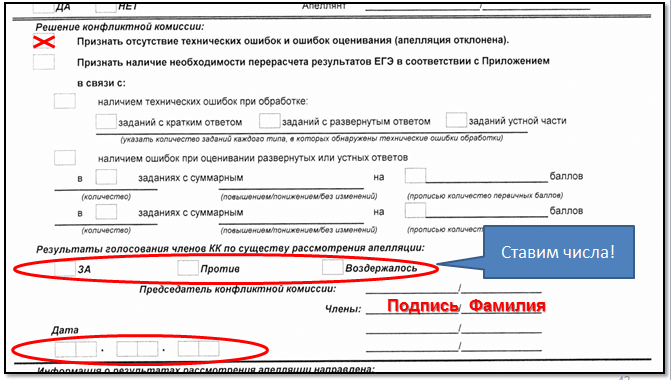 ДА НЕТ Апеллянт /
Решение конфликтной комиссии:
Признать отсутствие технических ошибок и ошибок оценивания (апелляция отклонена).
Признать наличие необходимости перерасчета результатов ЕГЭ в соответствии с Приложением
в связи с:
наличием технических ошибок при обработке:
заданий с кратким ответом заданий с развернутым ответом заданий устной части
(указать количество заданий каждого типа, в которых обнаружены технические ошибки обработки)
наличием ошибок при оценивании развернутых или устных ответов
в заданиях с суммарным на баллов
(количество) (повышением/понижением/без изменений) (прописью количество первичных баллов)
в заданиях с суммарным на баллов
(количество) (повышением/понижением/без изменений) (прописью
Результаты голосования членов КК по существу рассмотрения апелляции:
Ставим числа!
ЗА Против Воздержалось
Председатель конфликтной комиссии: /
Члены: Подпись / Фамилия
Дата /
. . /
Информация о результатах рассмотрения апелляции направлена: